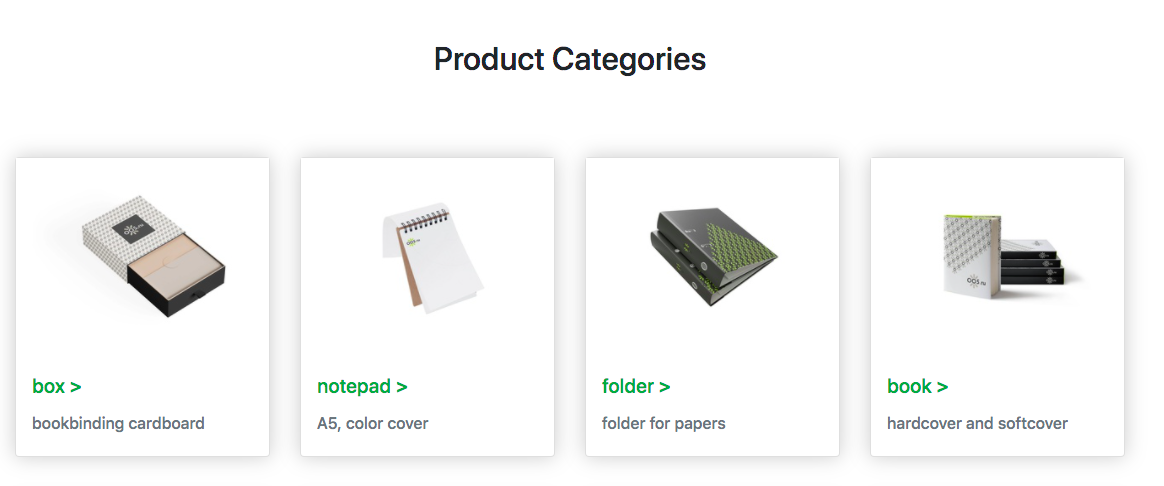 Product Categories
box >
bookbinding cardboard
notepad >
A5, color cover
folder >
folder for papers
book >
hardcover and softcover